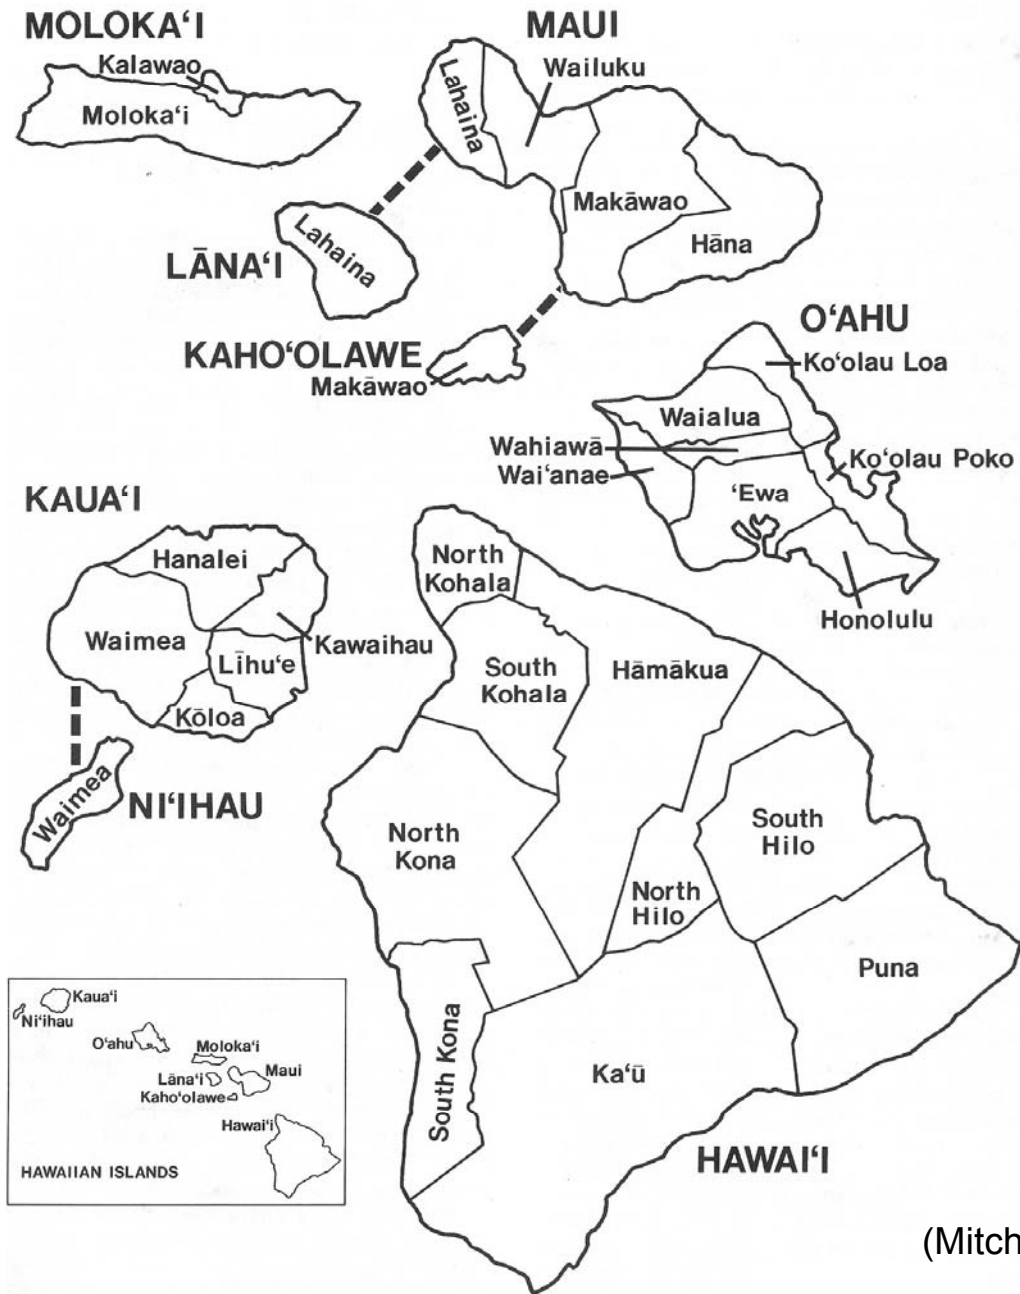 MOLOKA‘I
Kalawao
Moloka‘i
MAUI
Wailuku
Lahaina
Makāwao
Hāna
LĀNA‘I
Lahaina
KAHO‘OLAWE
Makāwao
O‘AHU
Ko‘olau Loa
Waialua
Wahiawā
Wai‘anae
Ko‘olau Poko
‘Ewa
Honolulu
KAUA‘I
Hanalei
Waimea
Kawaihau
Līhu‘e
Kōloa
NI‘IHAU
Waimea
North
Kohala
South
Kohala
Hāmākua
North
Kona
South
Hilo
North
Hilo
Puna
South Kona
Ka‘ū
HAWAI‘I
Kaua‘i
Ni‘ihau
O‘ahu
Moloka‘i
Lāna‘i
Maui
Kaho‘olawe
Hawai‘i
HAWAIIAN ISLANDS
(Mitch